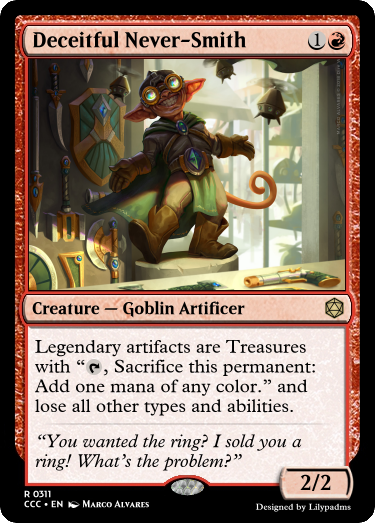 Deceitful Never-Smith 1
Creature — Goblin Artificer
Legendary artifacts are Treasures
with “, Sacrifice this permanent:
Add one mana of any color.” and
lose all other types and abilities.
“You wanted the ring? I sold you a
ring! What’s the problem?”
2/2
R 0311
CCC • EN Marco Alvares
Designed by Lilypadms